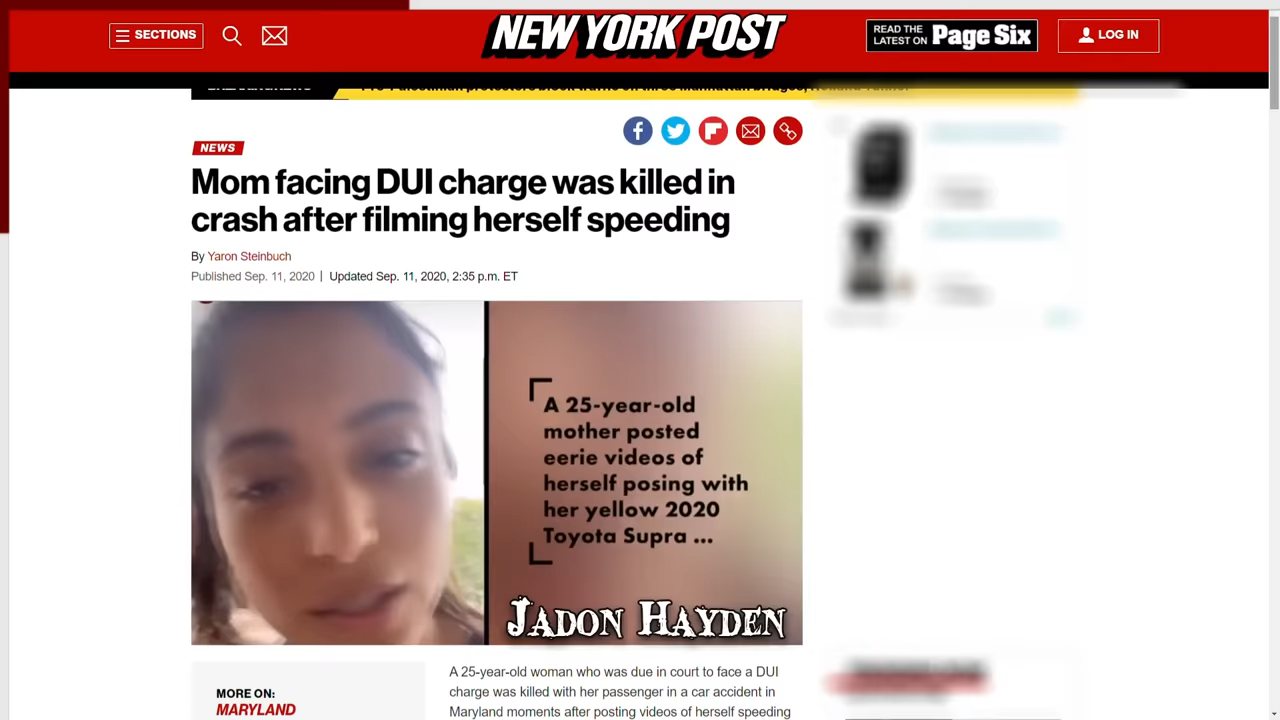 SECTIONS
NEW YORK POST
READ THE
LATEST ON Page Six
LOG IN
NEWS
Mom facing DUI charge was killed in
crash after filming herself speeding
By Yaron Steinbuch
Published Sep. 11, 2020 | Updated Sep. 11, 2020, 2:35 p.m. ET
A 25-year-old
mother posted
eerie videos of
herself posing with
her yellow 2020
Toyota Supra ...
JADON HAYDEN
MORE ON:
MARYLAND
A 25-year-old woman who was due in court to face a DUI
charge was killed with her passenger in a car accident in
Maryland moments after posting videos of herself speeding